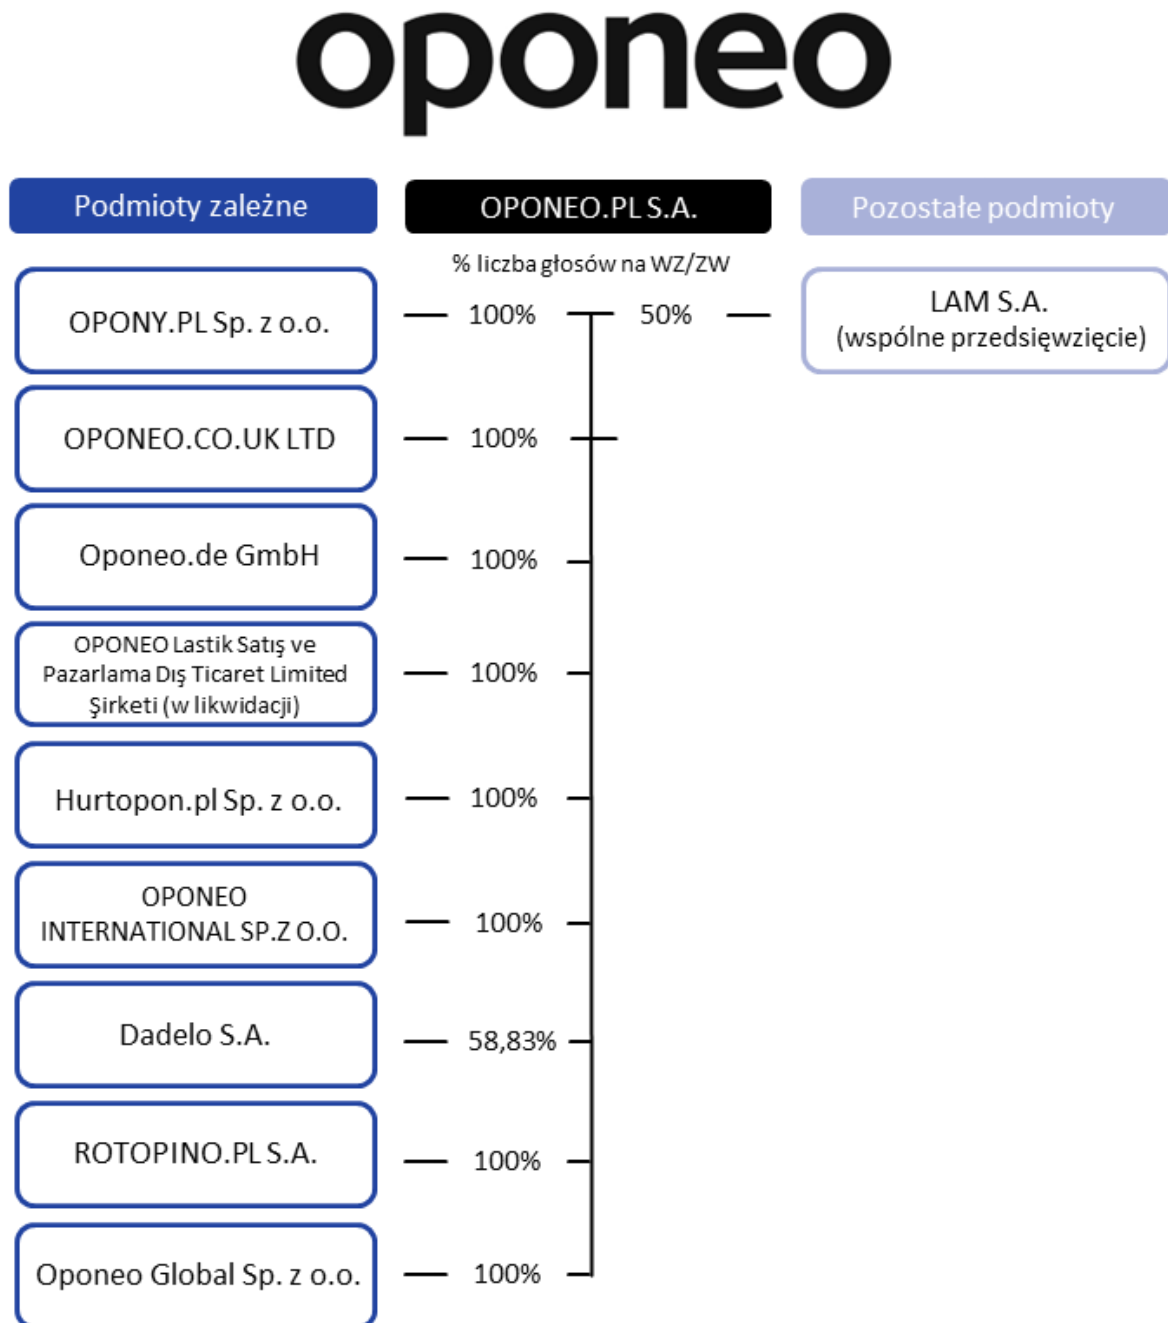 oponeo
Podmioty zależne
OPONEO.PL S.A.
Pozostałe podmioty
% liczba głosów na WZ/ZW
OPONY.PL Sp. z o.o.
100%
50%
LAM S.A.
(wspólne przedsięwzięcie)
OPONEO.CO.UK LTD
100%
Oponeo.de GmbH
100%
OPONEO Lastik Satış ve
Pazarlama Dış Ticaret Limited
Şirketi (w likwidacji)
100%
Hurtopon.pl Sp. z o.o.
100%
OPONEO
INTERNATIONAL SP.Z O.O.
100%
Dadelo S.A.
58,83%
ROTOPINO.PL S.A.
100%
Oponeo Global Sp. z o.o.
100%